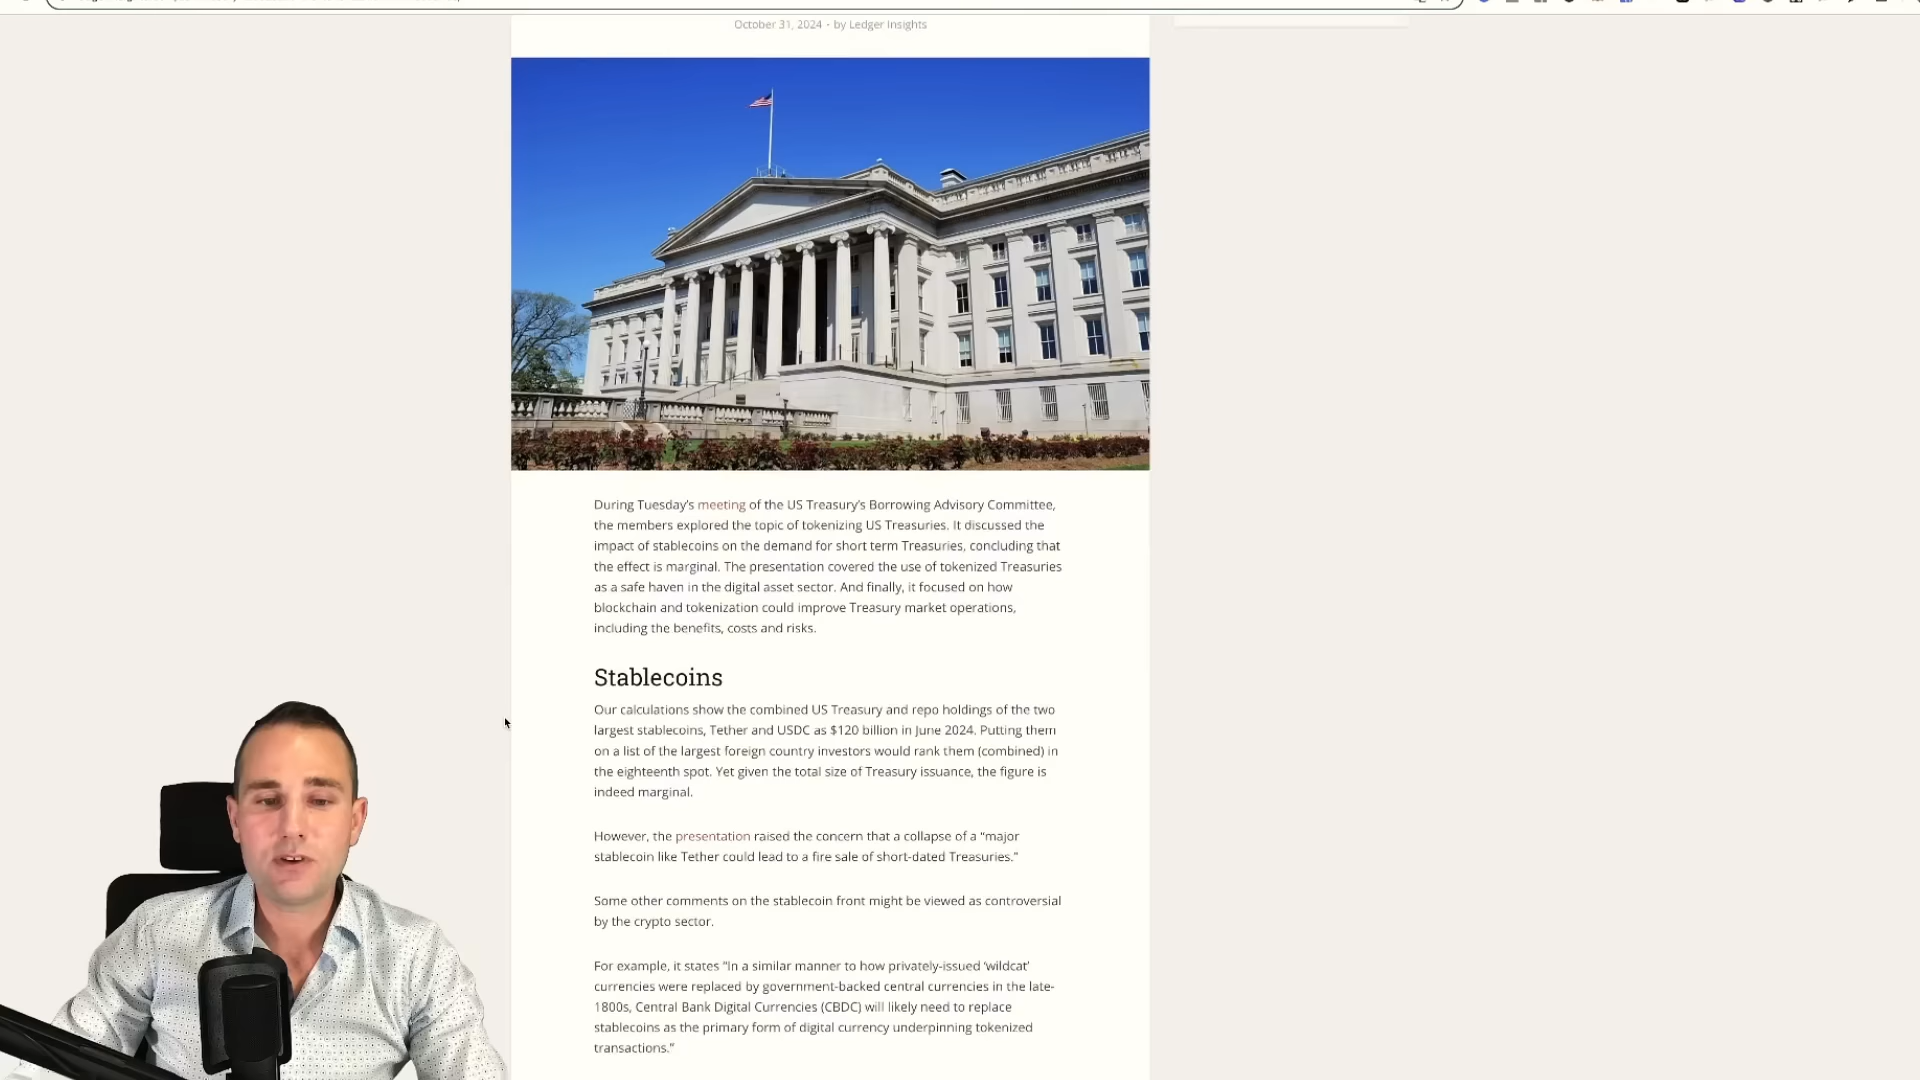 October 31, 2024 - by Ledger Insights
During Tuesday's meeting of the US Treasury's Borrowing Advisory Committee,
the members explored the topic of tokenizing US Treasuries. It discussed the
impact of stablecoins on the demand for short term Treasuries, concluding that
the effect is marginal. The presentation covered the use of tokenized Treasuries
as a safe haven in the digital asset sector. And finally, it focused on how
blockchain and tokenization could improve Treasury market operations,
including the benefits, costs and risks.
Stablecoins
Our calculations show the combined US Treasury and repo holdings of the two
largest stablecoins, Tether and USDC as $120 billion in June 2024. Putting them
on a list of the largest foreign country investors would rank them (combined) in
the eighteenth spot. Yet given the total size of Treasury issuance, the figure is
indeed marginal.
However, the presentation raised the concern that a collapse of a “major
stablecoin like Tether could lead to a fire sale of short-dated Treasuries.”
Some other comments on the stablecoin front might be viewed as controversial
by the crypto sector.
For example, it states “In a similar manner to how privately-issued ‘wildcat’
currencies were replaced by government-backed central currencies in the late-
1800s, Central Bank Digital Currencies (CBDC) will likely need to replace
stablecoins as the primary form of digital currency underpinning tokenized
transactions.”